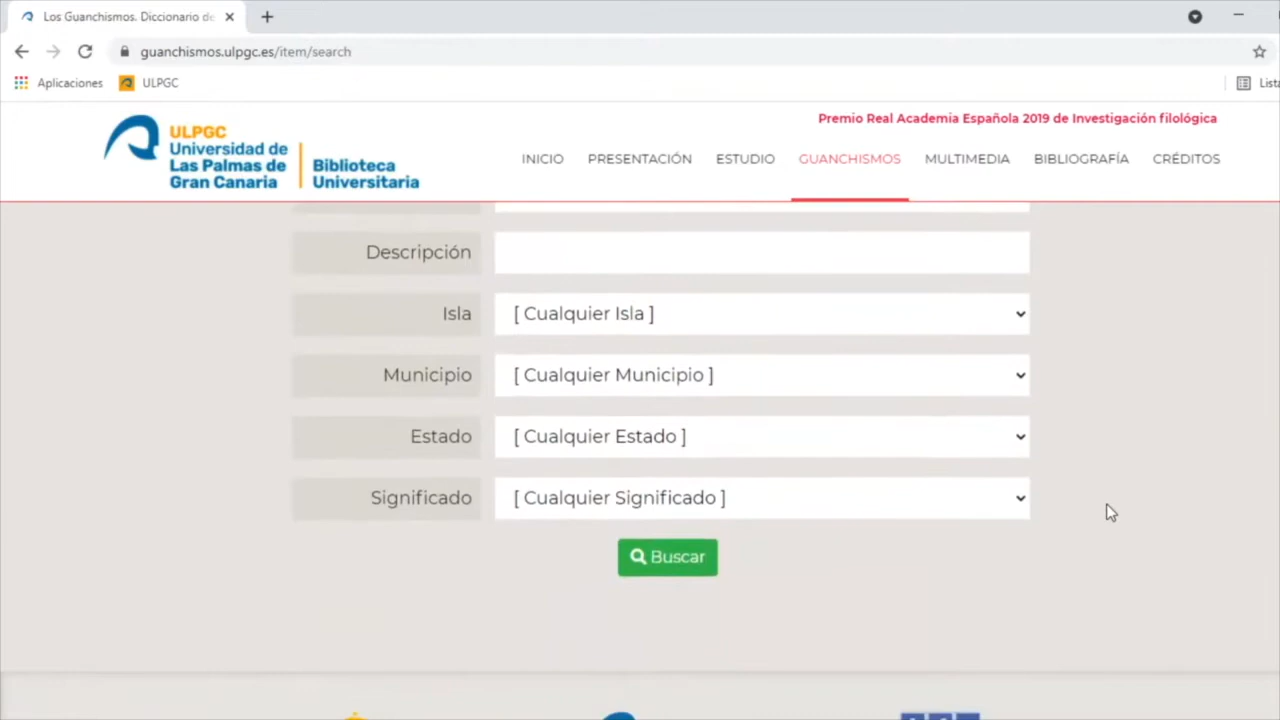 Los Guanchismos. Diccionario de
guanchismos.ulpgc.es/item/search
Aplicaciones
ULPGC
Lista
Premio Real Academia Española 2019 de Investigación filológica
ULPGC
Universidad de
Las Palmas de
Gran Canaria
Biblioteca
Universitaria
INICIO
PRESENTACIÓN
ESTUDIO
GUANCHISMOS
MULTIMEDIA
BIBLIOGRAFÍA
CRÉDITOS
Descripción
Isla
[ Cualquier Isla ]
Municipio
[ Cualquier Municipio ]
Estado
[ Cualquier Estado ]
Significado
[ Cualquier Significado ]
Buscar